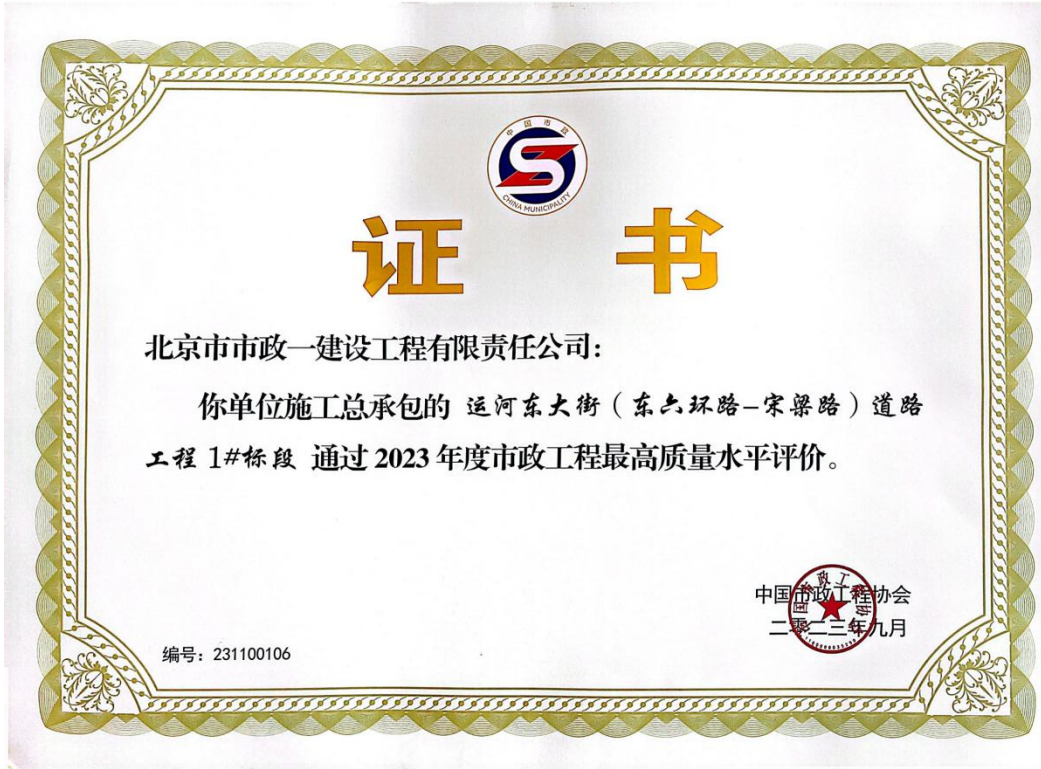 中国市政
CHINA MUNICIPALITY
证 书
北京市市政一建设工程有限责任公司：
你单位施工总承包的 运河东大街（东六环路-宋梁路）道路
工程 1#标段 通过 2023 年度市政工程最高质量水平评价。
中国市政工程协会
二零二三年九月
编号：231100106